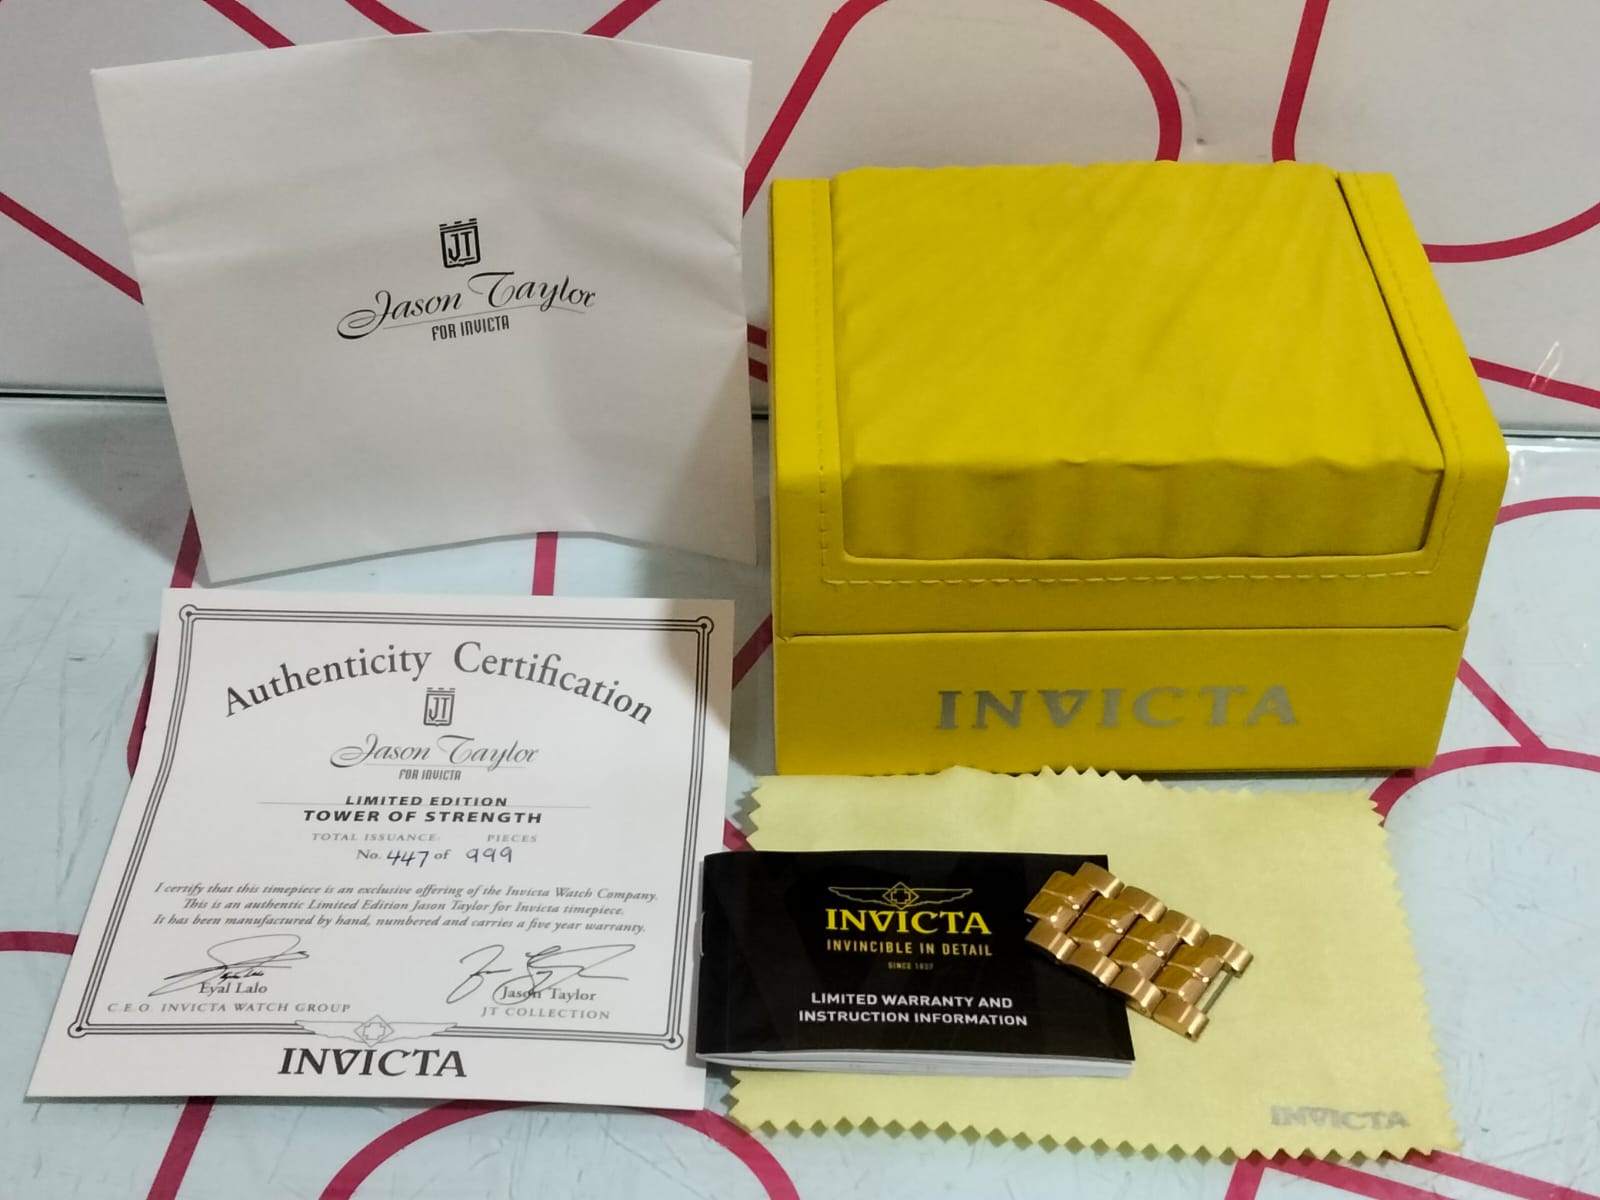 JT
Jason Taylor
FOR INVICTA
INVICTA
Authenticity Certification
JT
Jason Taylor
FOR INVICTA
LIMITED EDITION
TOWER OF STRENGTH
TOTAL ISSUANCE: PIECES
No. 447 of 999
I certify that this timepiece is an exclusive offering of the Invicta Watch Company.
This is an authentic Limited Edition Jason Taylor for Invicta timepiece.
It has been manufactured by hand, numbered and carries a five year warranty.
Eyal Lalo
C.E.O. INVICTA WATCH GROUP
Jason Taylor
JT COLLECTION
INVICTA
INVICTA
INVINCIBLE IN DETAIL
SINCE 1837
LIMITED WARRANTY AND
INSTRUCTION INFORMATION
INVICTA